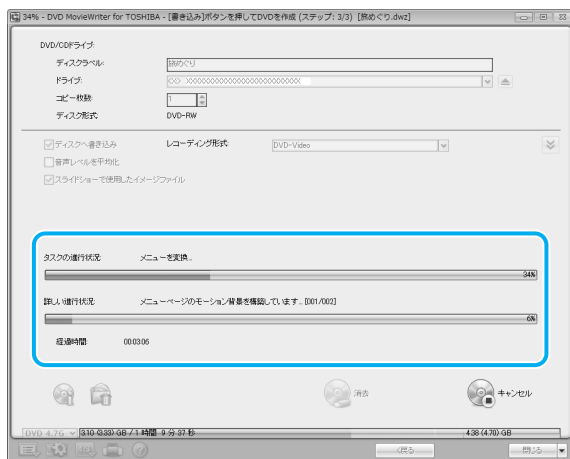 34% - DVD MovieWriter for TOSHIBA - [[書き込み]ボタンを押してDVDを作成 (ステップ: 3/3) [旅めぐり.dwz]
DVD/CDドライブ:
ディスクラベル: 旅めぐり
ドライブ: <X> XXXXXXXXXXXXXXXXXXXXXXXXXX
コピー枚数: 1
ディスク形式: DVD-RW
ディスクへ書き込み レコーディング形式: DVD-Video
音声レベルを平均化
スライドショーで使用したイメージファイル
タスクの進行状況: メニューを変換...
34%
詳しい進行状況: メニューページのモーション背景を構築しています... [001/002]
6%
経過時間: 00:03:06
消去 キャンセル
DVD 4.7G 3.10 (3.33) GB / 1 時間 9 分 37 秒 4.38 (4.70) GB
<戻る 閉じる